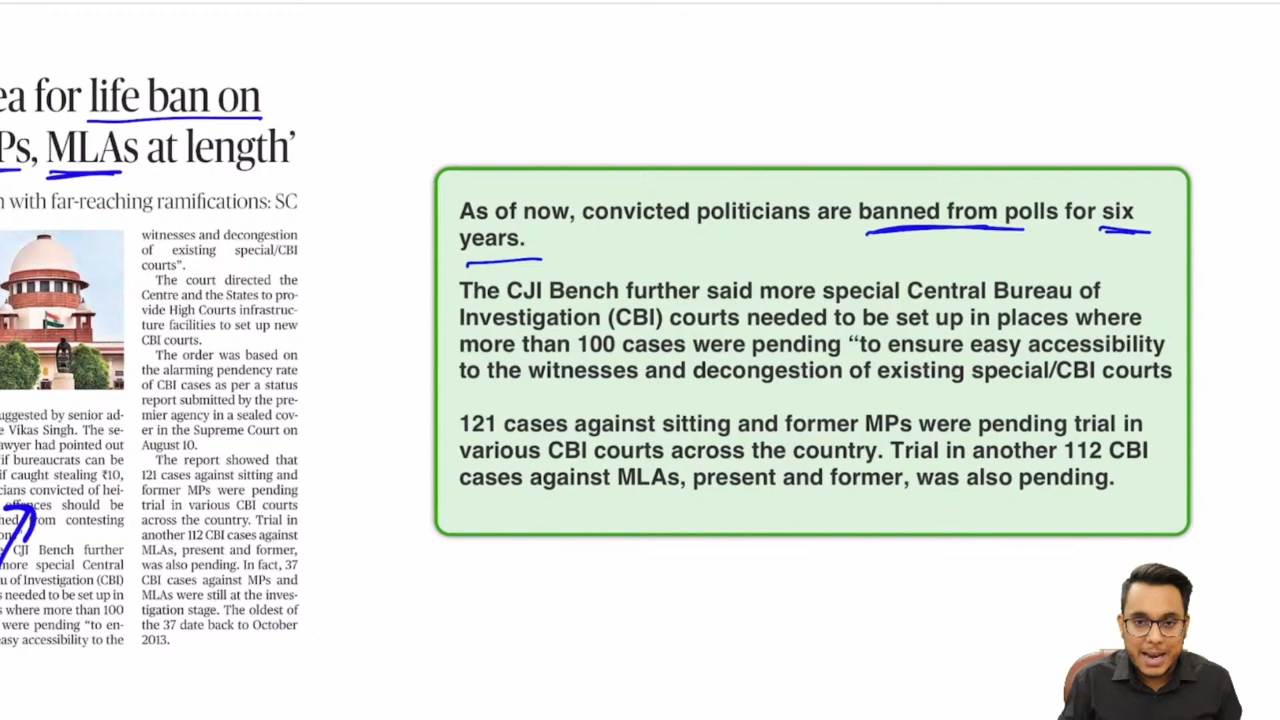 ea for life ban on
Ps, MLAs at length’
n with far-reaching ramifications: SC
uggested by senior ad-
e Vikas Singh. The se-
awyer had pointed out
if bureaucrats can be
if caught stealing ₹10,
cians convicted of hei-
offences should be
hed from contesting
on
CJI Bench further
more special Central
u of Investigation (CBI)
s needed to be set up in
s where more than 100
were pending “to en-
easy accessibility to the
witnesses and decongestion
of existing special/CBI
courts”.
The court directed the
Centre and the States to pro-
vide High Courts infrastruc-
ture facilities to set up new
CBI courts.
The order was based on
the alarming pendency rate
of CBI cases as per a status
report submitted by the pre-
mier agency in a sealed cov-
er in the Supreme Court on
August 10.
The report showed that
121 cases against sitting and
former MPs were pending
trial in various CBI courts
across the country. Trial in
another 112 CBI cases against
MLAs, present and former,
was also pending. In fact, 37
CBI cases against MPs and
MLAs were still at the inves-
tigation stage. The oldest of
the 37 date back to October
2013.
As of now, convicted politicians are banned from polls for six
years.
The CJI Bench further said more special Central Bureau of
Investigation (CBI) courts needed to be set up in places where
more than 100 cases were pending “to ensure easy accessibility
to the witnesses and decongestion of existing special/CBI courts
121 cases against sitting and former MPs were pending trial in
various CBI courts across the country. Trial in another 112 CBI
cases against MLAs, present and former, was also pending.